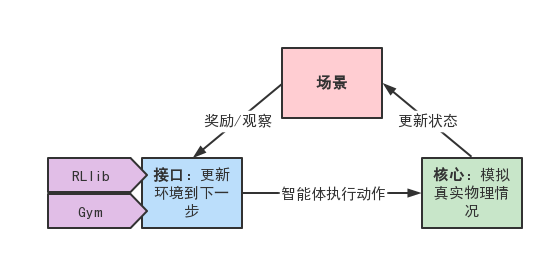 场景
奖励/观察
更新状态
RLlib
Gym
接口：更新
环境到下一
步
智能体执行动作
核心：模拟
真实物理情
况